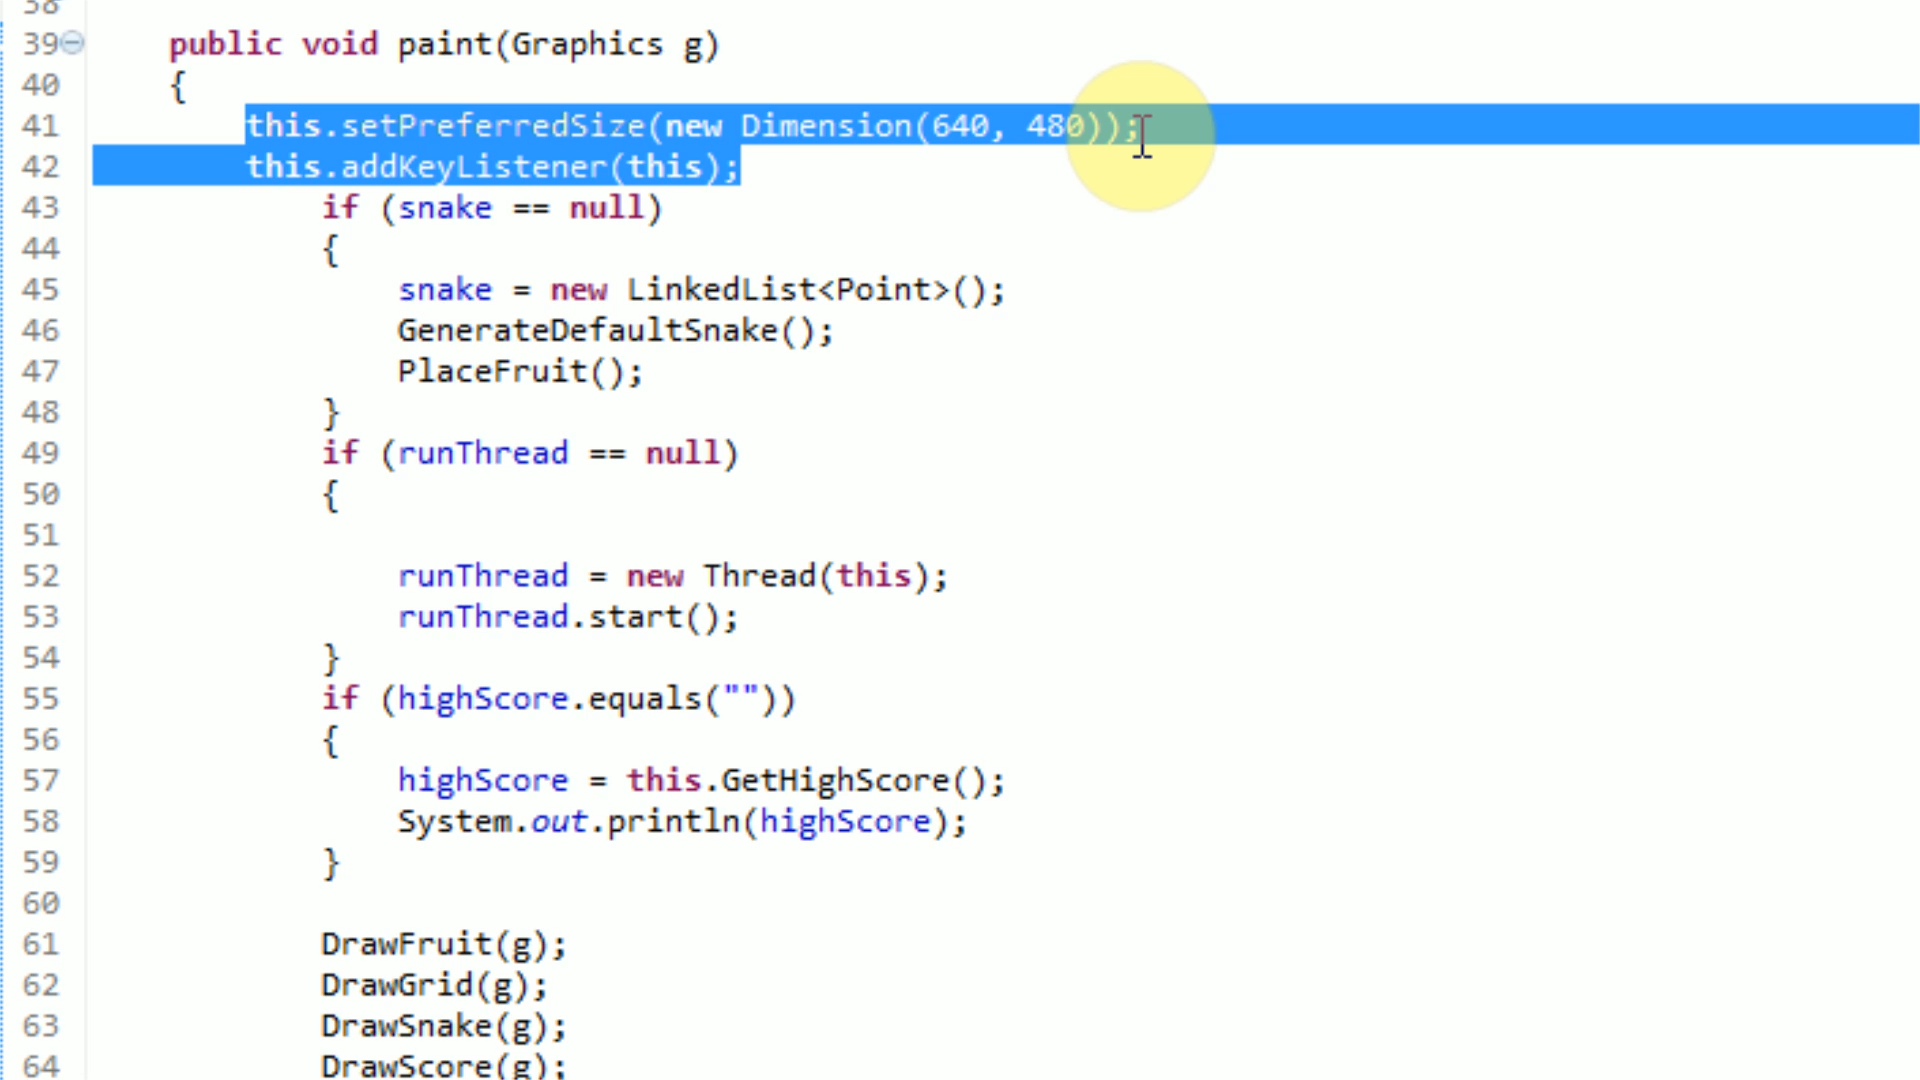 38
39 public void paint(Graphics g)
40 {
41 this.setPreferredSize(new Dimension(640, 480));
42 this.addKeyListener(this);
43 if (snake == null)
44 {
45 snake = new LinkedList<Point>();
46 GenerateDefaultSnake();
47 PlaceFruit();
48 }
49 if (runThread == null)
50 {
51
52 runThread = new Thread(this);
53 runThread.start();
54 }
55 if (highScore.equals(""))
56 {
57 highScore = this.GetHighScore();
58 System.out.println(highScore);
59 }
60
61 DrawFruit(g);
62 DrawGrid(g);
63 DrawSnake(g);
64 DrawScore(g);